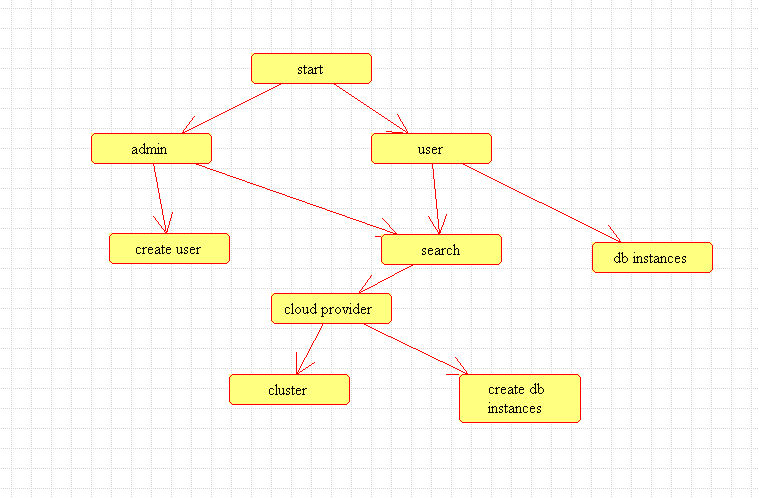 start
admin
user
create user
search
db instances
cloud provider
cluster
create db
instances